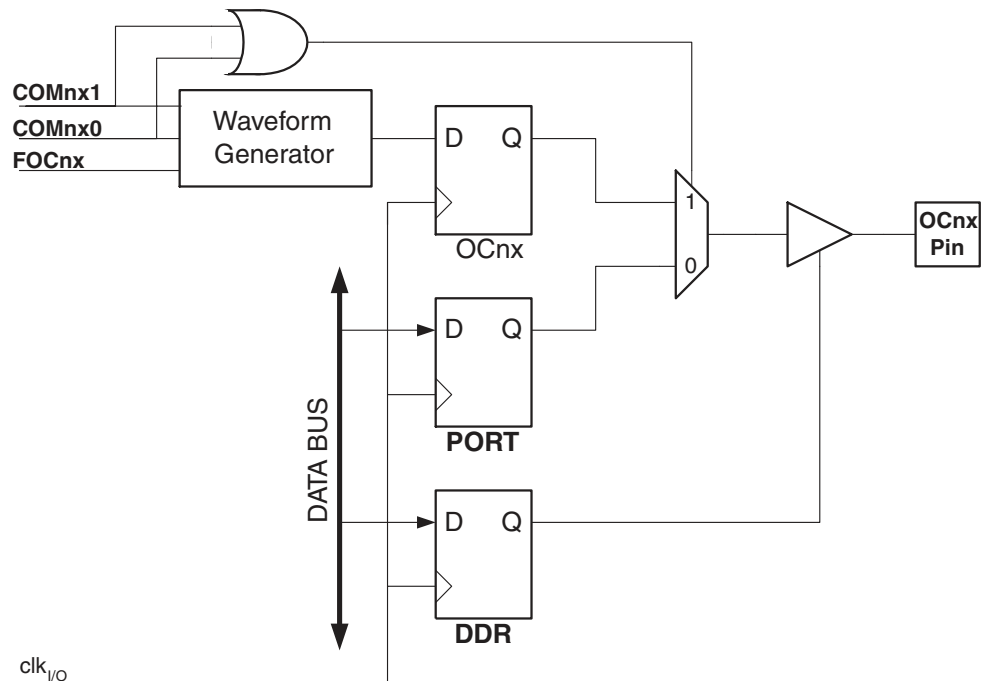 COMnx1
COMnx0
FOCnx
Waveform
Generator
D Q
OCnx
1
0
OCnx
Pin
DATA BUS
D Q
PORT
D Q
DDR
clkI/O